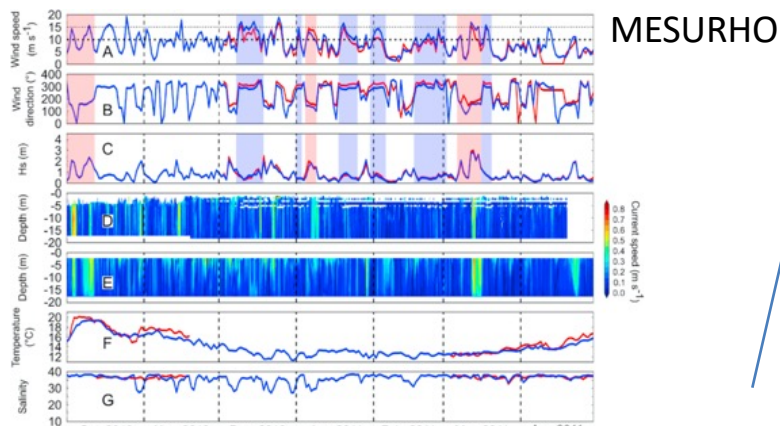 MESURHO
Wind speed
(m s⁻¹)
20
15
10
5
0
A
Wind
direction (°)
400
300
200
100
0
B
Hs (m)
4
3
2
1
0
C
Depth (m)
-0
-5
-10
-15
-20
D
Depth (m)
-0
-5
-10
-15
-20
E
Current speed (m s⁻¹)
0.8
0.7
0.6
0.5
0.4
0.3
0.2
0.1
0.0
Temperature
(°C)
20
18
16
14
12
F
Salinity
40
30
20
10
G